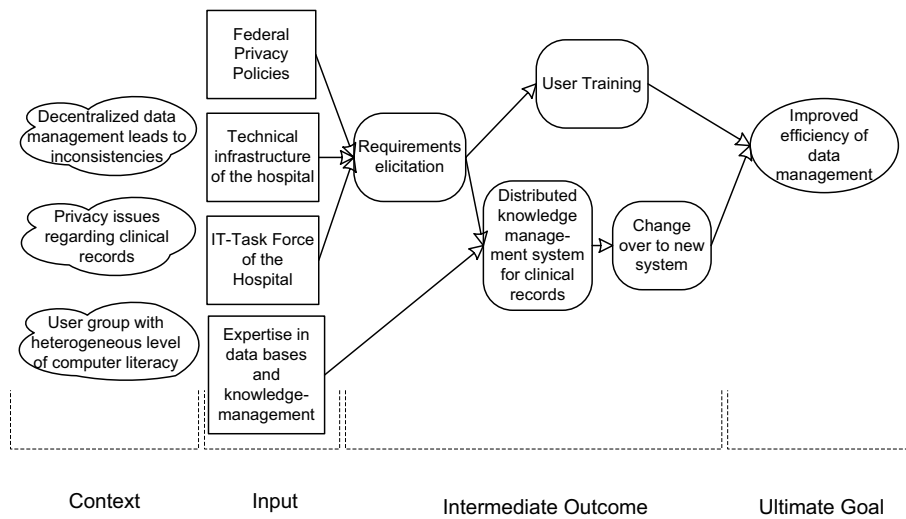 Decentralized data
management leads to
inconsistencies
Privacy issues
regarding clinical
records
User group with
heterogeneous level
of computer literacy
Federal
Privacy
Policies
Technical
infrastructure
of the hospital
IT-Task Force
of the
Hospital
Expertise in
data bases
and
knowledge-
management
Requirements
elicitation
User Training
Distributed
knowledge
manage-
ment system
for clinical
records
Change
over to new
system
Improved
efficiency of
data
management
Context
Input
Intermediate Outcome
Ultimate Goal